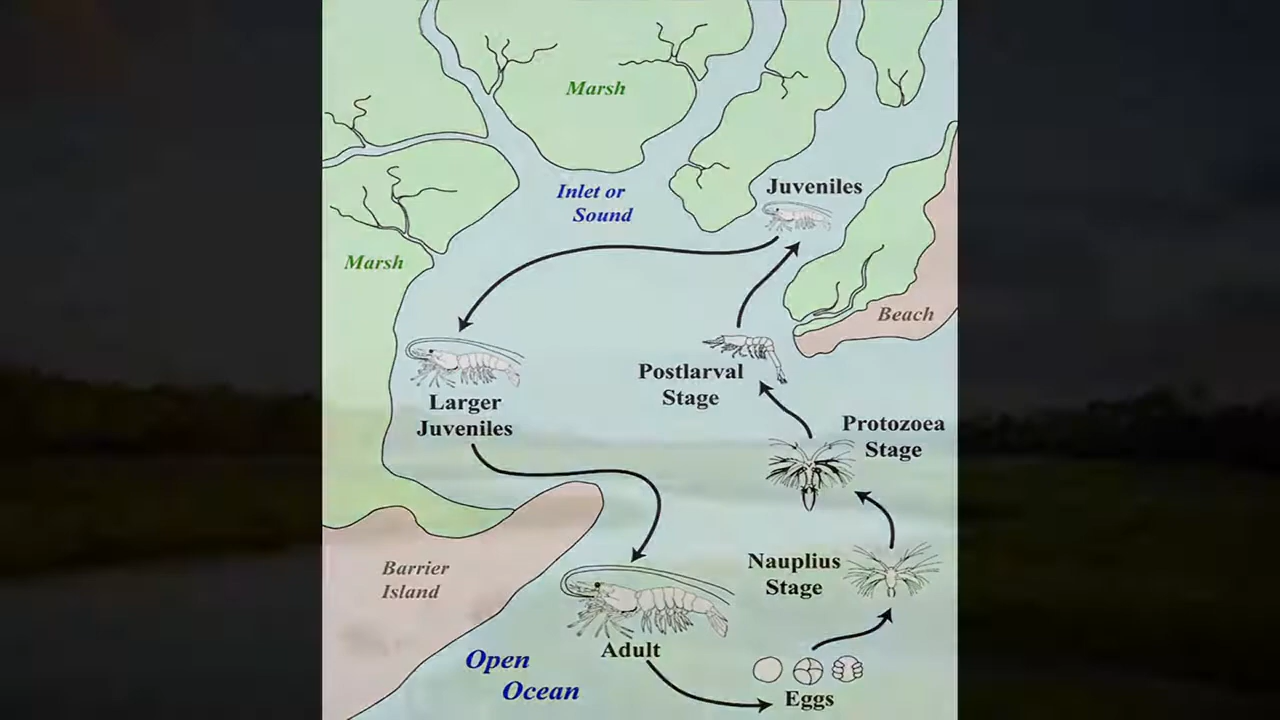 Marsh
Inlet or
Sound
Juveniles
Marsh
Beach
Postlarval
Stage
Larger
Juveniles
Protozoea
Stage
Nauplius
Stage
Barrier
Island
Adult
Open
Ocean
Eggs